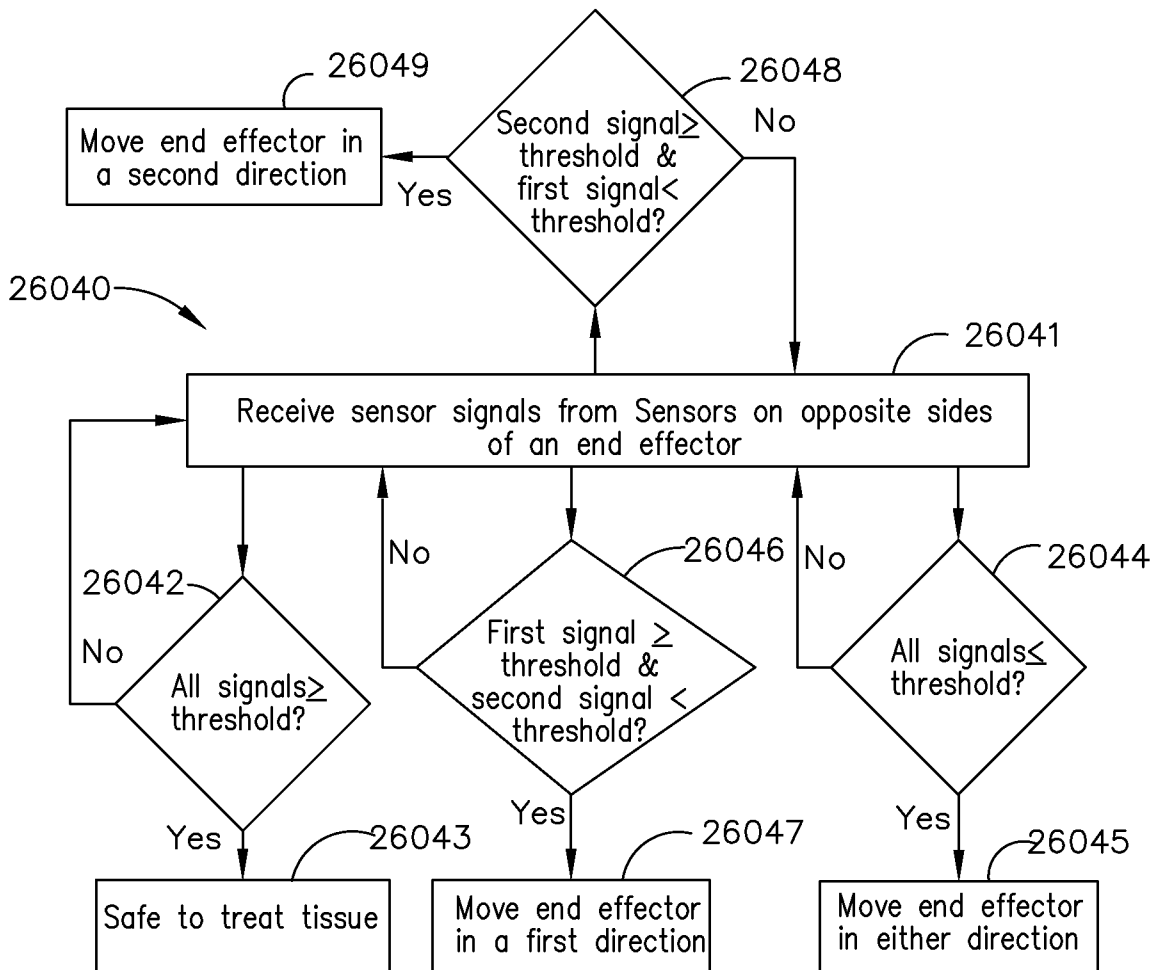 26049
26048
Move end effector in
a second direction
Yes
Second signal≥
threshold &
first signal<
threshold?
No
26040
26041
Receive sensor signals from Sensors on opposite sides
of an end effector
26042
No
All signals≥
threshold?
Yes
26043
Safe to treat tissue
No
26046
First signal ≥
threshold &
second signal <
threshold?
Yes
26047
Move end effector
in a first direction
No
26044
All signals≤
threshold?
Yes
26045
Move end effector
in either direction